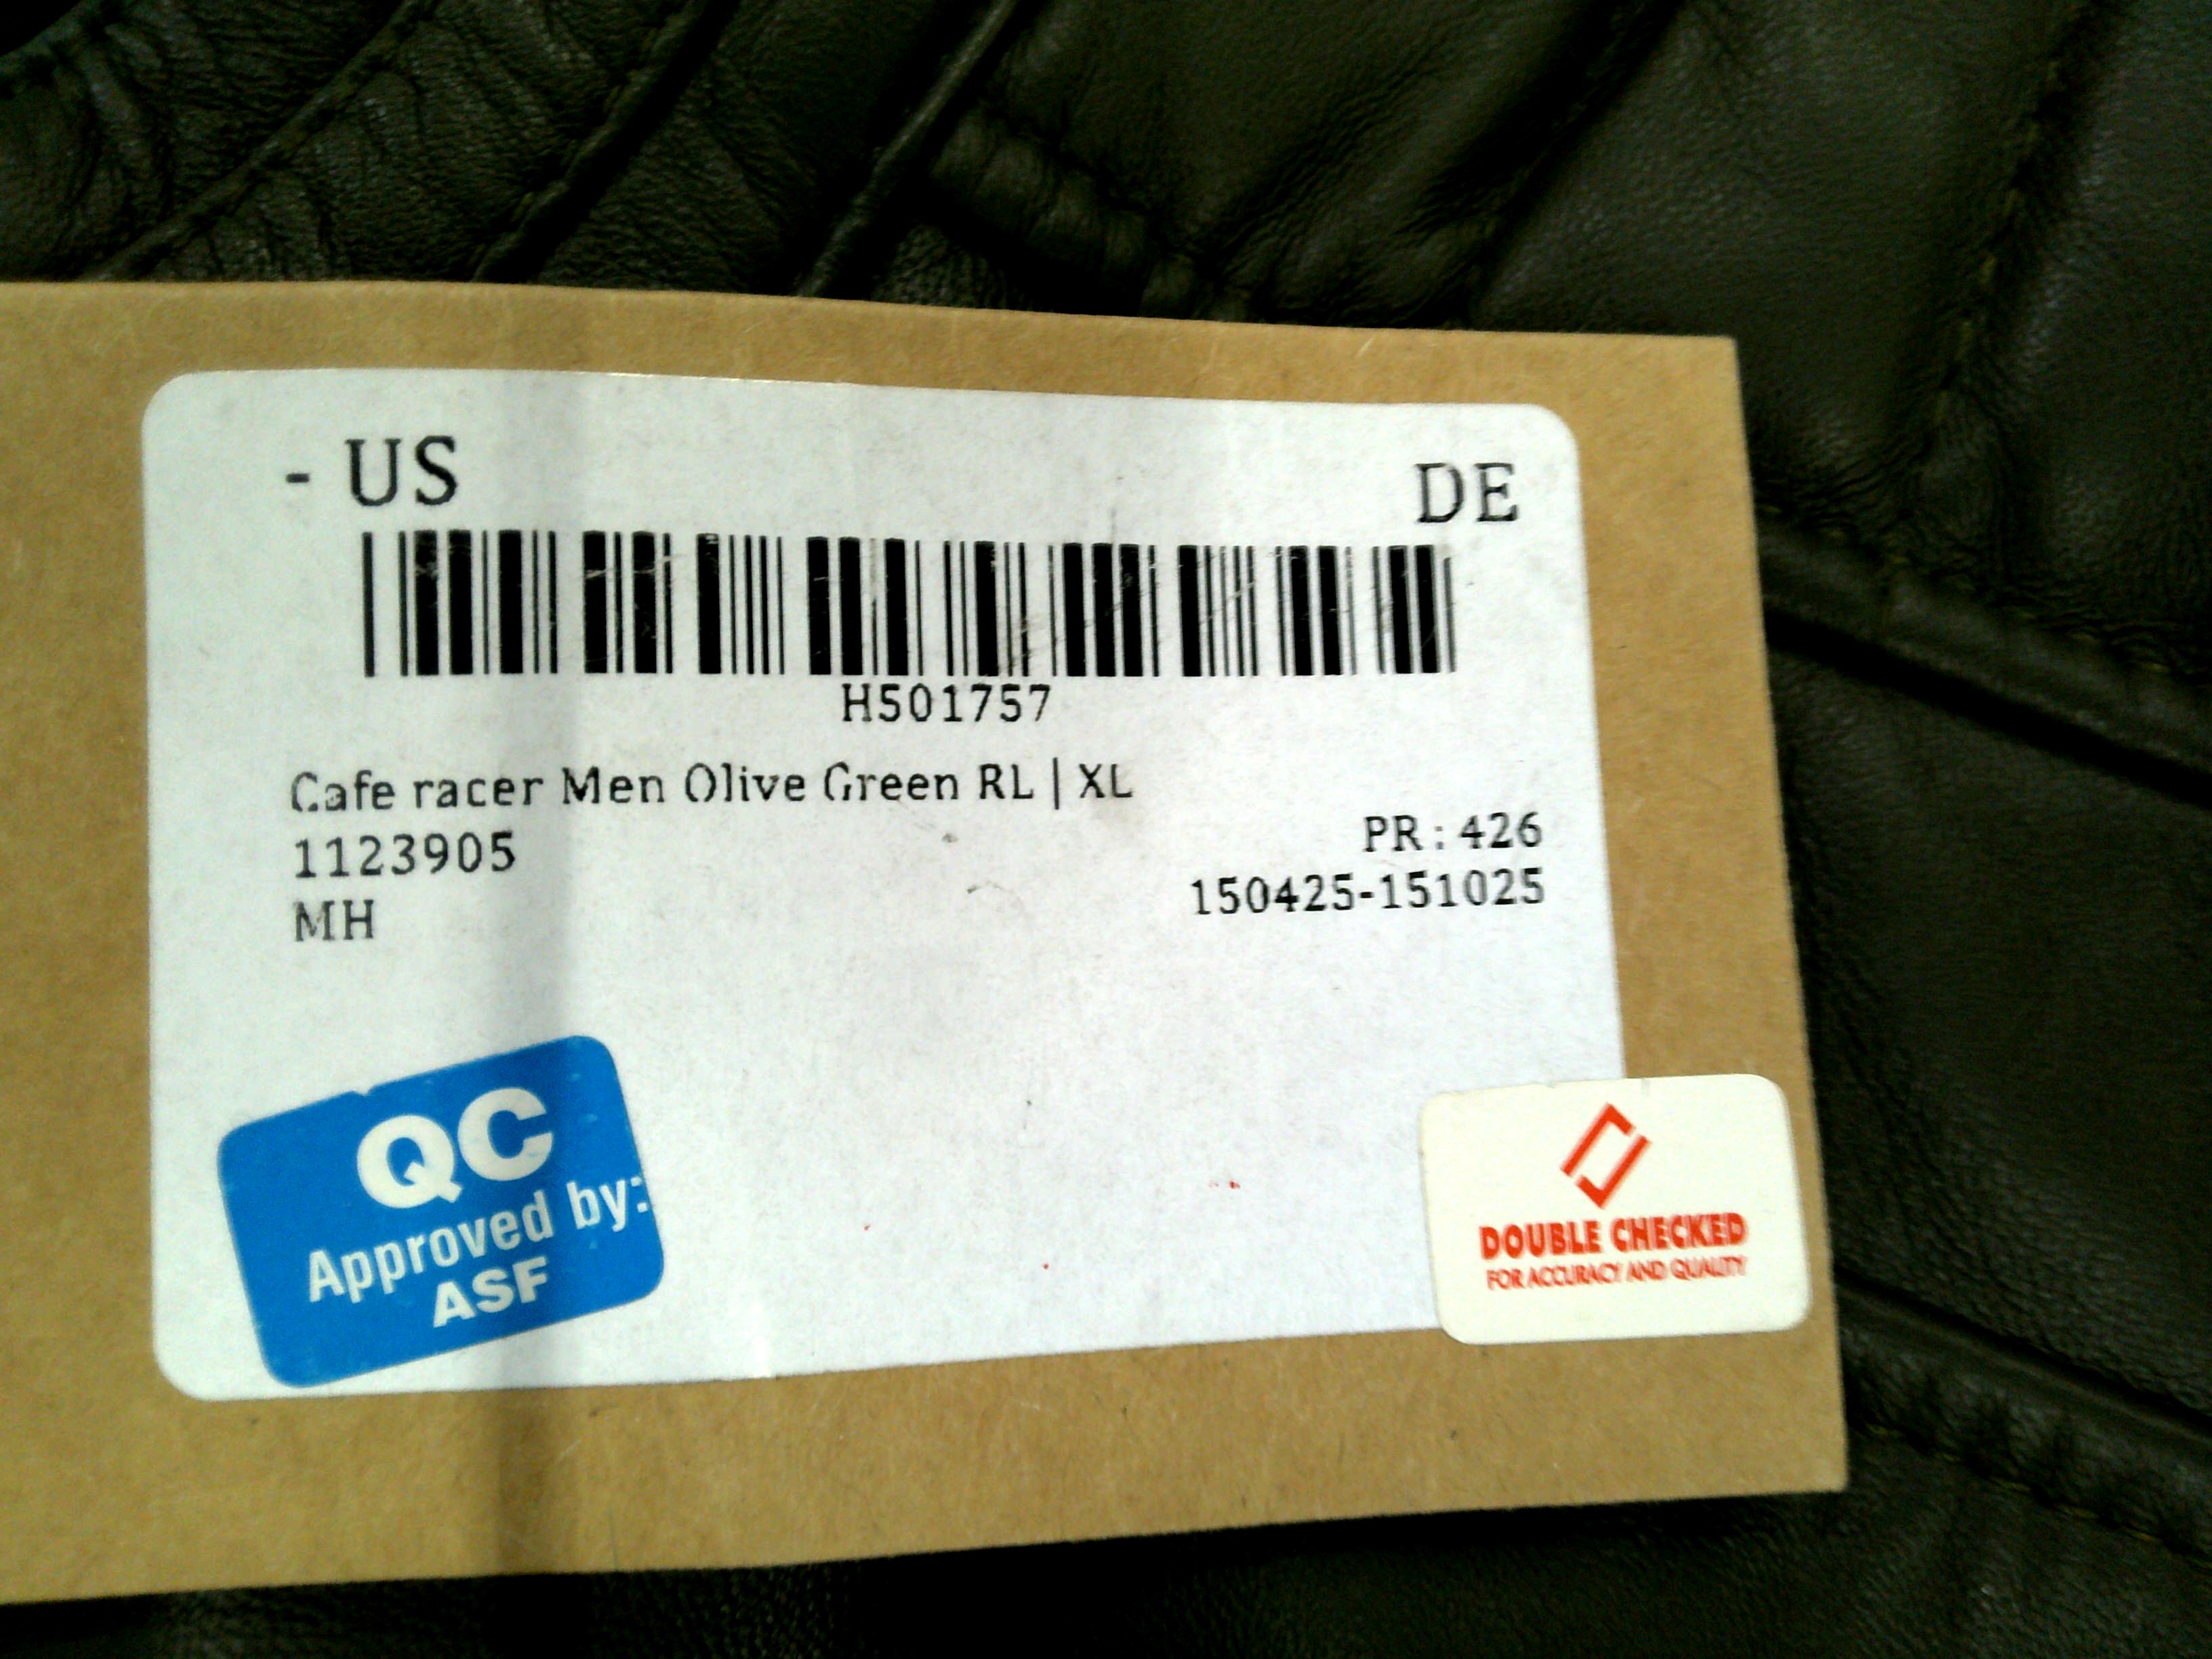 - US DE
H501757
Cafe racer Men Olive Green RL | XL
1123905
PR : 426
MH
150425-151025
QC
Approved by:
ASF
DOUBLE CHECKED
FOR ACCURACY AND QUALITY